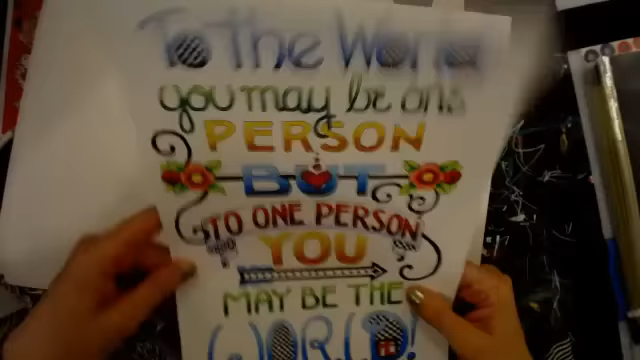 To the World
you may be one
PERSON
BUT
TO ONE PERSON
YOU
MAY BE THE
WORLD!